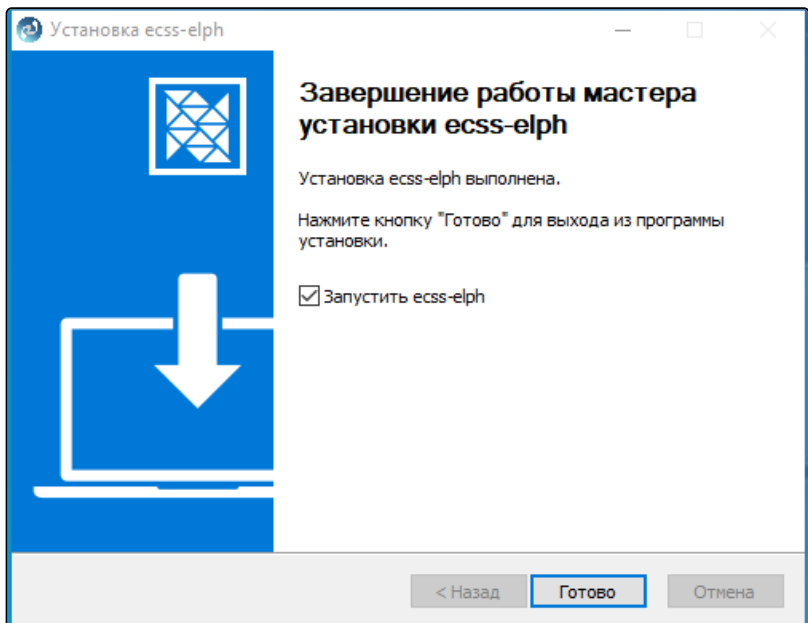 Установка ecss-elph
Завершение работы мастера
установки ecss-elph
Установка ecss-elph выполнена.
Нажмите кнопку "Готово" для выхода из программы
установки.
Запустить ecss-elph
< Назад
Готово
Отмена